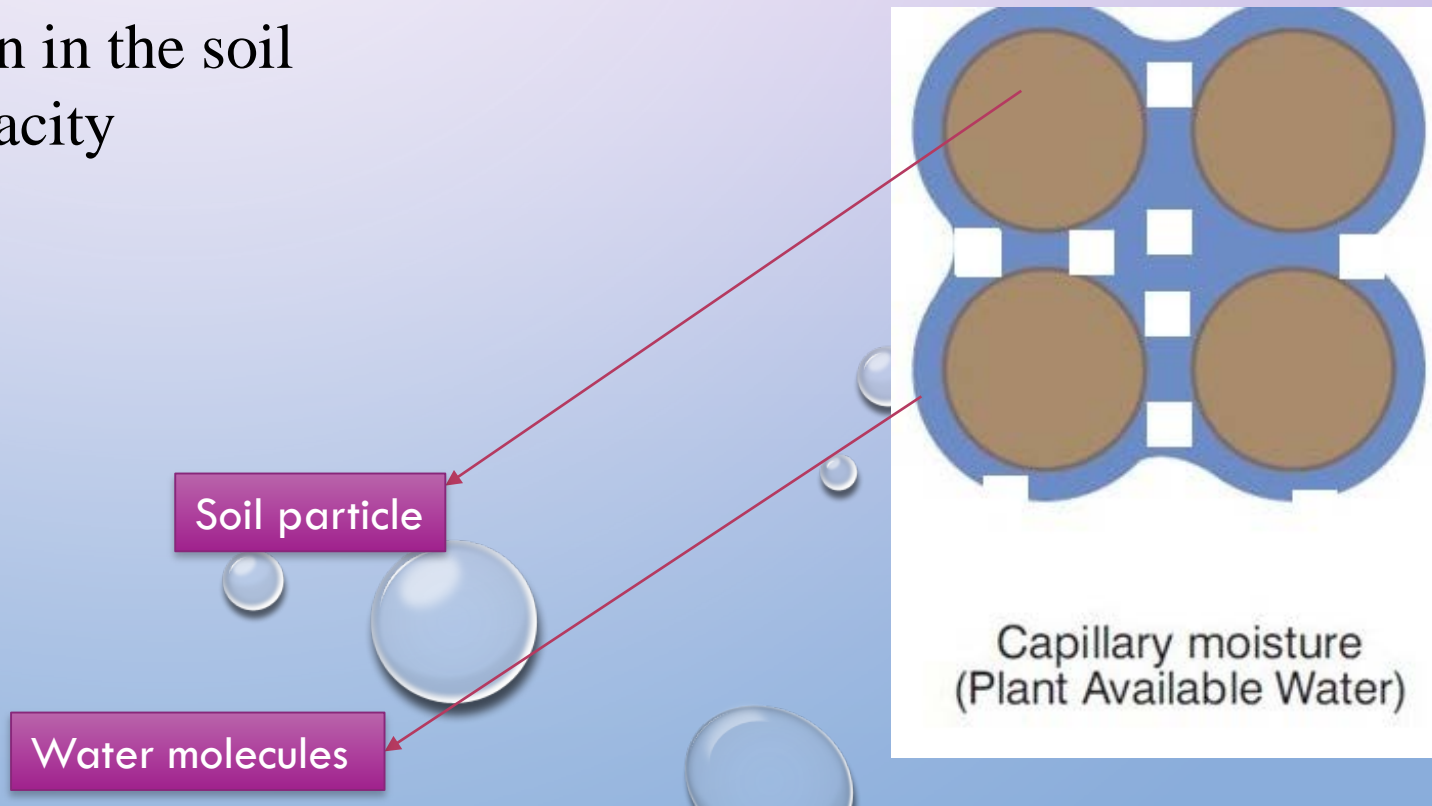 n in the soil
acity
Soil particle
Water molecules
Capillary moisture
(Plant Available Water)